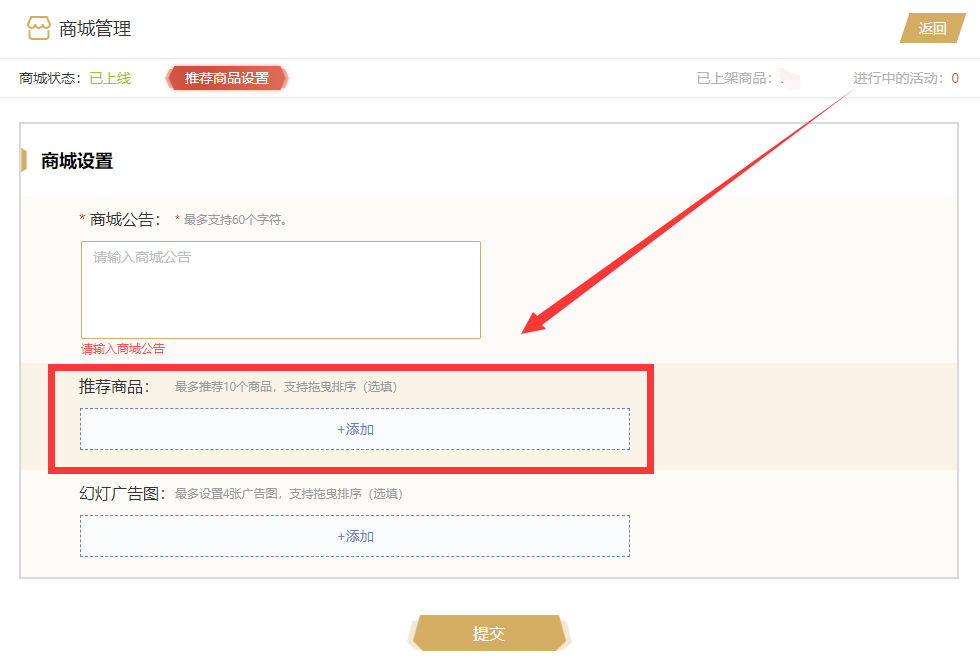 商城管理
返回
商城状态：已上线
推荐商品设置
已上架商品：
进行中的活动：0
商城设置
* 商城公告： * 最多支持60个字符。
请输入商城公告
请输入商城公告
推荐商品： 最多推荐10个商品，支持拖曳排序（选填）
+添加
幻灯广告图：最多设置4张广告图，支持拖曳排序（选填）
+添加
提交